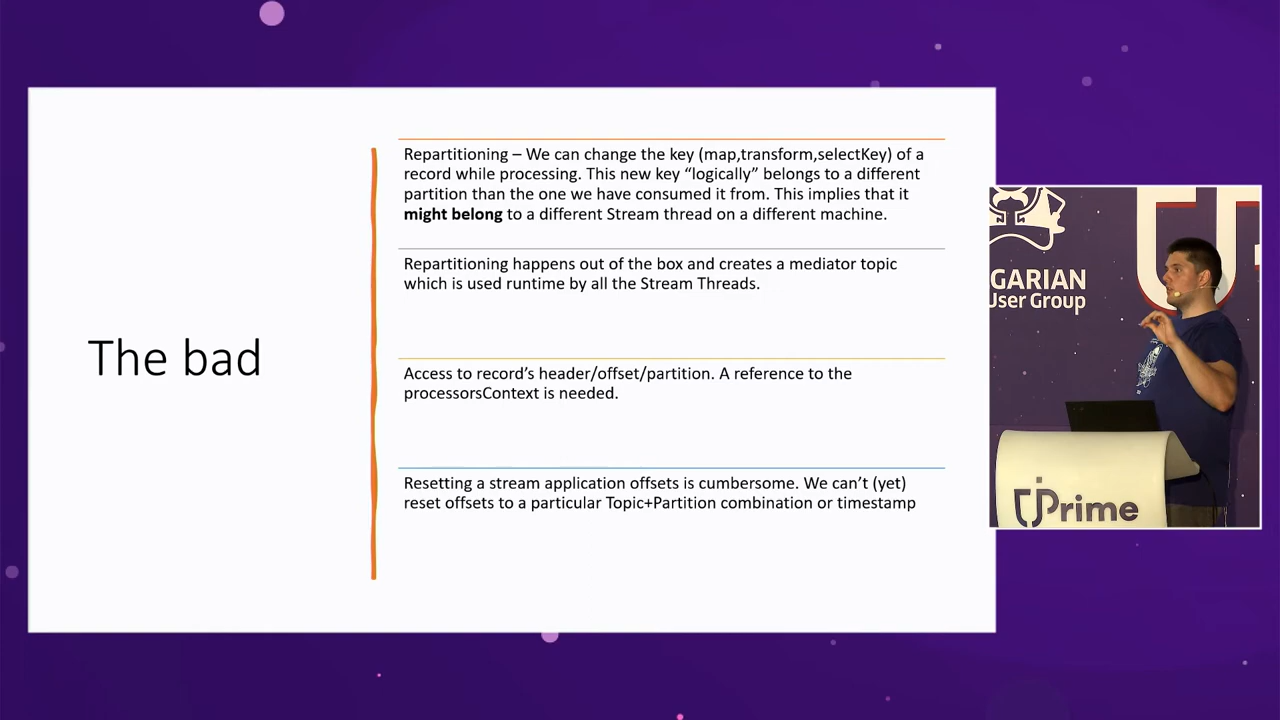 The bad
Repartitioning – We can change the key (map,transform,selectKey) of a
record while processing. This new key “logically” belongs to a different
partition than the one we have consumed it from. This implies that it
might belong to a different Stream thread on a different machine.
Repartitioning happens out of the box and creates a mediator topic
which is used runtime by all the Stream Threads.
Access to record’s header/offset/partition. A reference to the
processorsContext is needed.
Resetting a stream application offsets is cumbersome. We can’t (yet)
reset offsets to a particular Topic+Partition combination or timestamp
GARIAN
User Group
jPrime